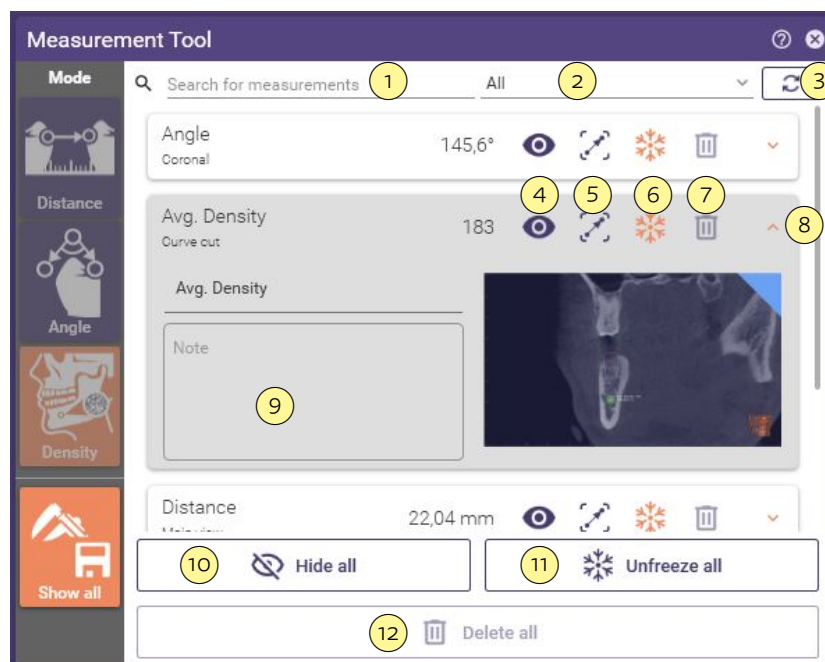 Measurement Tool
Mode
Search for measurements 1
All 2
3
Distance
Angle
Density
Show all
Angle
Coronal
145,6°
4 5 6 7
Avg. Density
Curve cut
183
8
Avg. Density
Note
9
Distance
Main view
22,04 mm
10 Hide all
11 Unfreeze all
12 Delete all